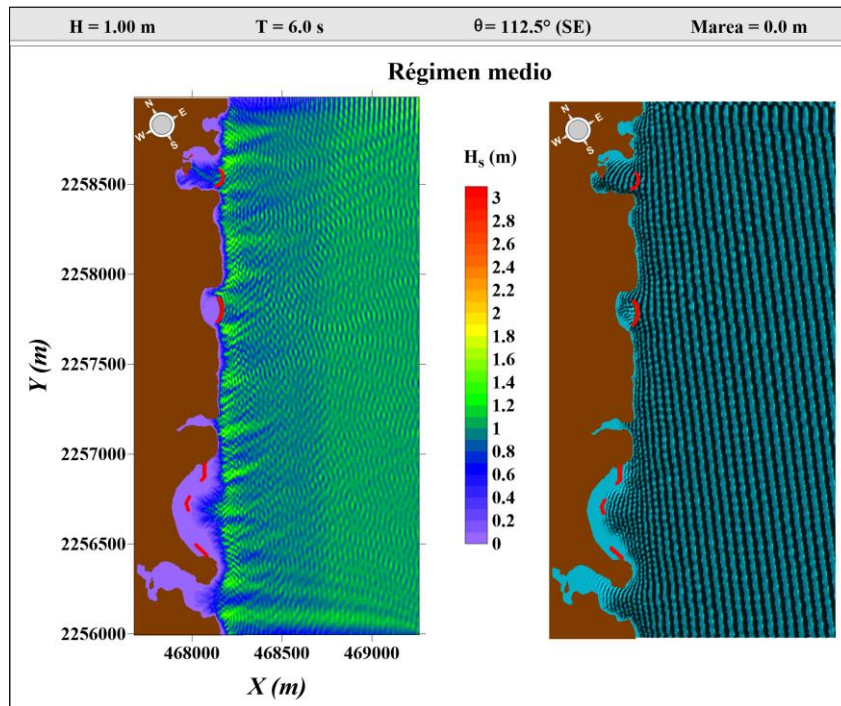 H = 1.00 m T = 6.0 s θ = 112.5° (SE) Marea = 0.0 m
Régimen medio
N
E
W
S
N
E
W
S
H_s (m)
3
2.8
2.6
2.4
2.2
2
1.8
1.6
1.4
1.2
1
0.8
0.6
0.4
0.2
0
2258500
2258000
2257500
2257000
2256500
2256000
Y (m)
468000 468500 469000
X (m)